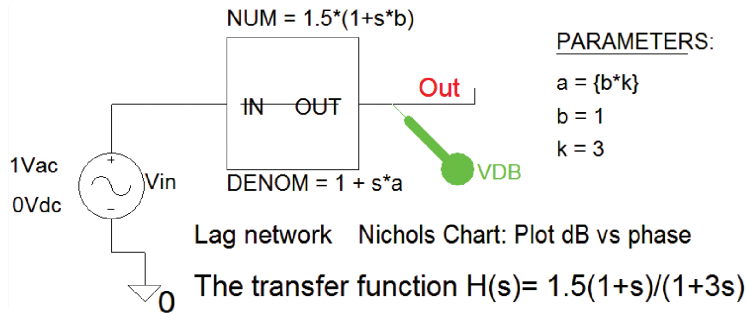 NUM = 1.5*(1+s*b)
PARAMETERS:
a = {b*k}
b = 1
k = 3
Out
IN OUT
VDB
1Vac
0Vdc
+
Vin
-
DENOM = 1 + s*a
Lag network Nichols Chart: Plot dB vs phase
0
The transfer function H(s)= 1.5(1+s)/(1+3s)